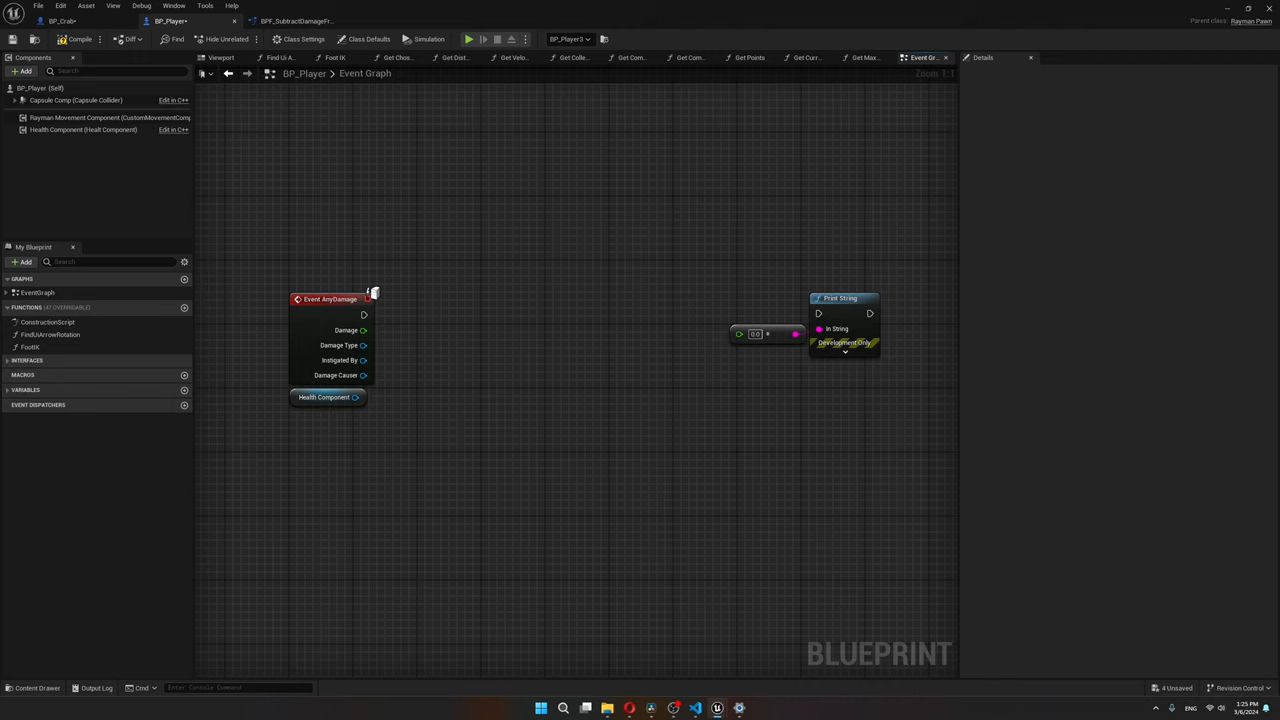 File Edit Asset View Debug Window Tools Help
BP_Crab•
BP_Player•
BPF_SubtractDamageFr...
Parent class: Rayman Pawn
Compile
Diff
Find
Hide Unrelated
Class Settings
Class Defaults
Simulation
BP_Player3
Components
Viewport
Find Ui A...
Foot IK
Get Chos...
Get Dist...
Get Velo...
Get Colle...
Get Com...
Get Com...
Get Points
Get Curr...
Get Max...
Event Gr...
Details
Add
Search
BP_Player > Event Graph
Zoom 1:1
BP_Player (Self)
Capsule Comp (Capsule Collider) Edit in C++
Rayman Movement Component (CustomMovementComp
Health Component (Healt Component) Edit in C++
My Blueprint
Add
Search
GRAPHS
EventGraph
FUNCTIONS (47 OVERRIDABLE)
ConstructionScript
FindUiArrowRotation
FootIK
INTERFACES
MACROS
VARIABLES
EVENT DISPATCHERS
Event AnyDamage
Damage
Damage Type
Instigated By
Damage Causer
Health Component
0.0
Print String
In String
Development Only
BLUEPRINT
Content Drawer
Output Log
Cmd
Enter Console Command
4 Unsaved
Revision Control
ENG
1:25 PM
3/6/2024